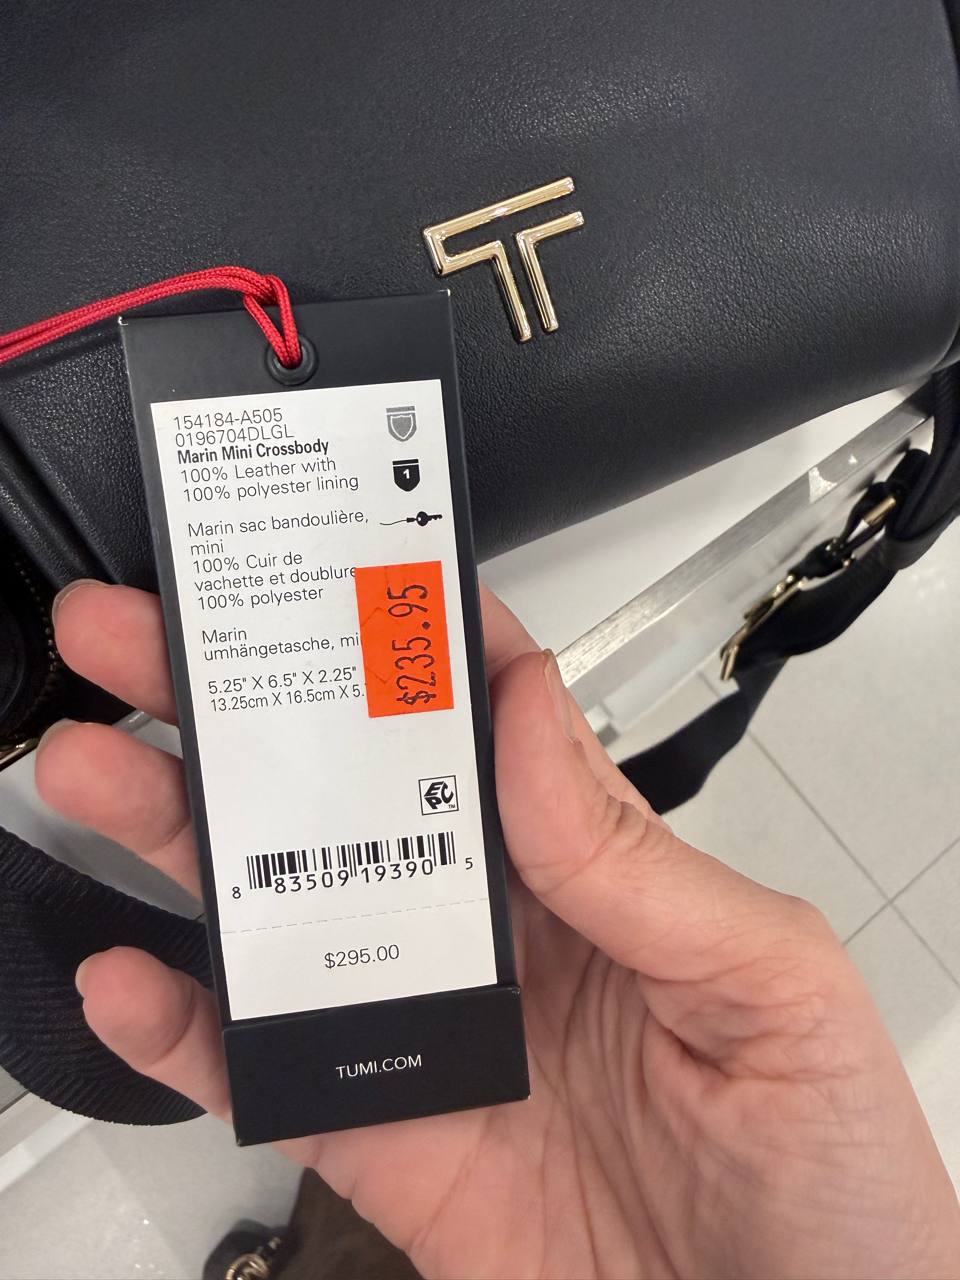 154184-A505
0196704DLGL
Marin Mini Crossbody
100% Leather with
100% polyester lining
1
Marin sac bandoulière,
mini
100% Cuir de
vachette et doublure
100% polyester
Marin
umhängetasche, mi
5.25" X 6.5" X 2.25"
13.25cm X 16.5cm X 5.
$235.95
EPC™
8 83509 19390 5
$295.00
TUMI.COM